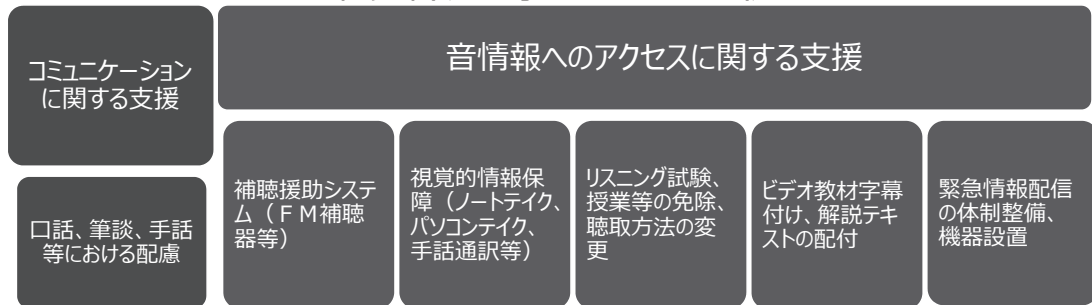 コミュニケーション
に関する支援
音情報へのアクセスに関する支援
口話、筆談、手話
等における配慮
補聴援助システ
ム（ＦＭ補聴
器等）
視覚的情報保
障（ノートテイク、
パソコンテイク、
手話通訳等）
リスニング試験、
授業等の免除、
聴取方法の変
更
ビデオ教材字幕
付け、解説テキ
ストの配付
緊急情報配信
の体制整備、
機器設置